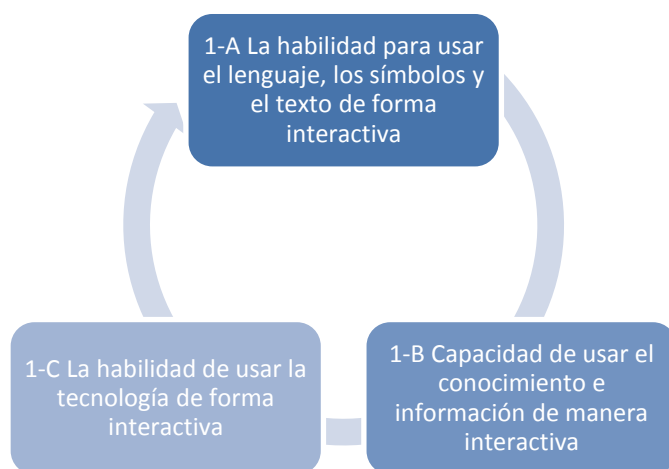 1-A La habilidad para usar
el lenguaje, los símbolos y
el texto de forma
interactiva
1-C La habilidad de usar la
tecnología de forma
interactiva
1-B Capacidad de usar el
conocimiento e
información de manera
interactiva